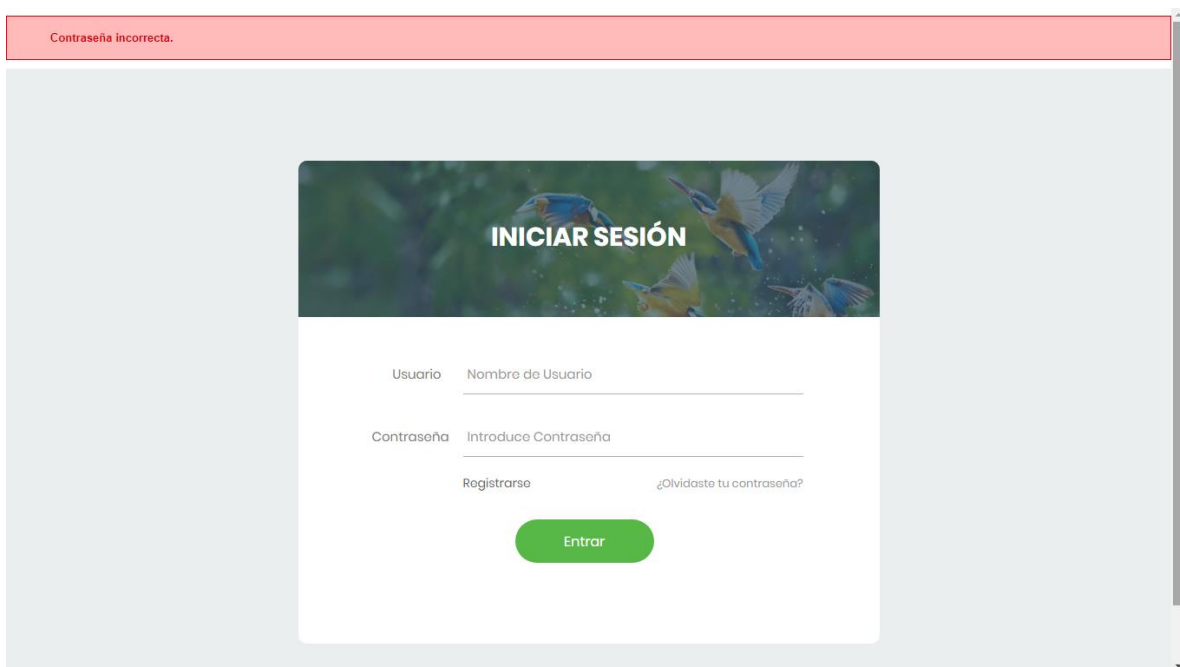 Contraseña incorrecta.
INICIAR SESIÓN
Usuario Nombre de Usuario
Contraseña Introduce Contraseña
Registrarse ¿Olvidaste tu contraseña?
Entrar